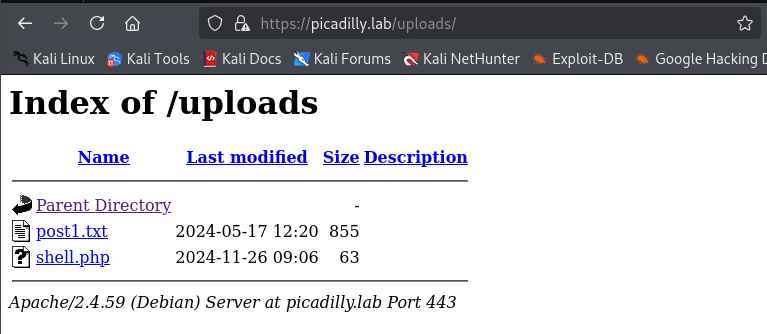 https://picadilly.lab/uploads/
Kali Linux Kali Tools Kali Docs Kali Forums Kali NetHunter Exploit-DB Google Hacking
Index of /uploads
Name Last modified Size Description
Parent Directory -
post1.txt 2024-05-17 12:20 855
shell.php 2024-11-26 09:06 63
Apache/2.4.59 (Debian) Server at picadilly.lab Port 443